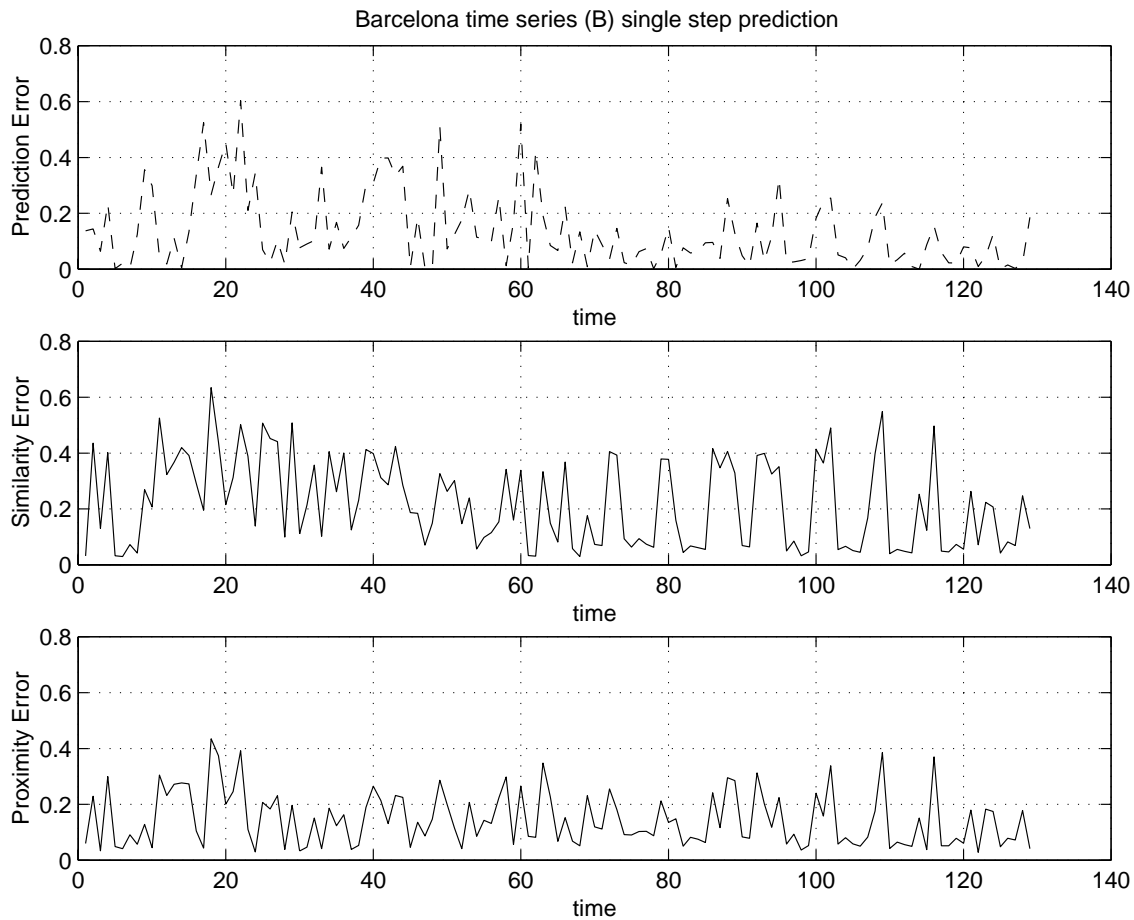 Barcelona time series (B) single step prediction
0.8
0.6
0.4
0.2
0
Prediction Error
0 20 40 60 80 100 120 140
time
0.8
0.6
0.4
0.2
0
Similarity Error
0 20 40 60 80 100 120 140
time
0.8
0.6
0.4
0.2
0
Proximity Error
0 20 40 60 80 100 120 140
time